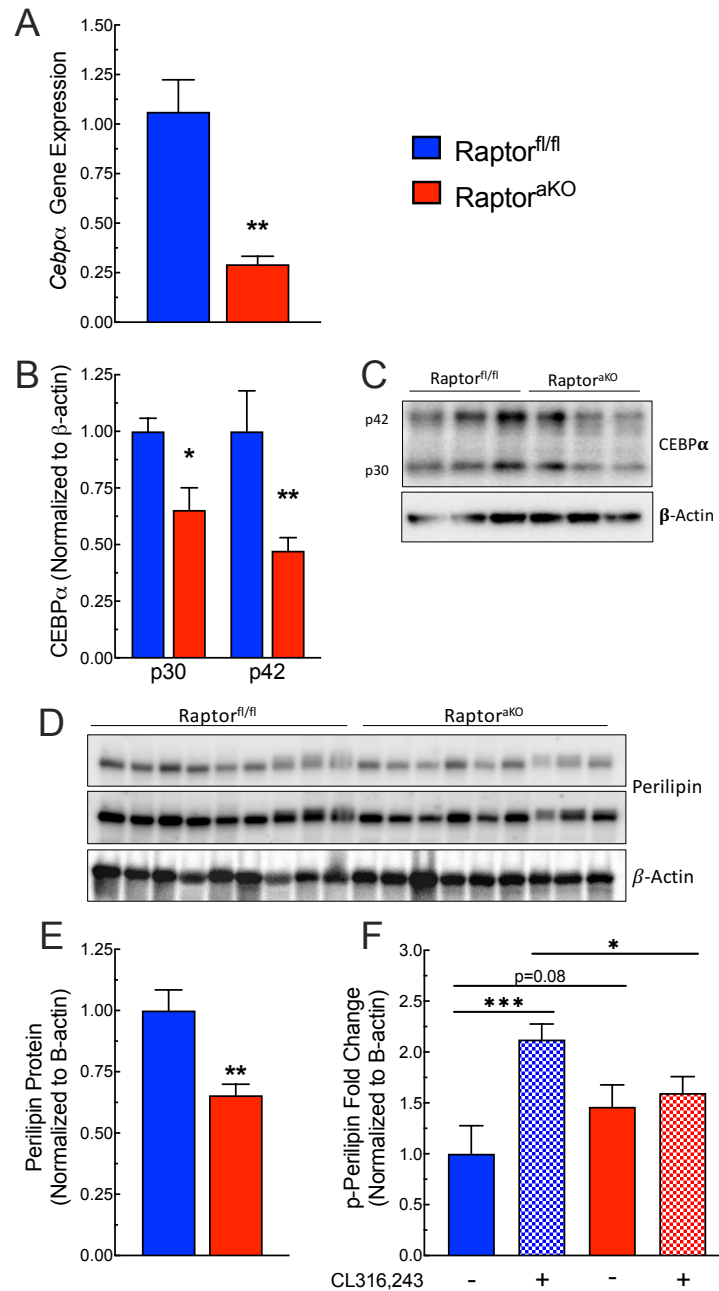 A
Cebpα Gene Expression
1.50
1.25
1.00
0.75
0.50
0.25
0.00
**
Raptorfl/fl
RaptoraKO
B
CEBPα (Normalized to β-actin)
1.25
1.00
0.75
0.50
0.25
0.00
*
**
p30 p42
C
Raptorfl/fl RaptoraKO
p42
p30
CEBPα
β-Actin
D
Raptorfl/fl RaptoraKO
Perilipin
β-Actin
E
Perilipin Protein
(Normalized to B-actin)
1.25
1.00
0.75
0.50
0.25
0.00
**
F
p-Perilipin Fold Change
(Normalized to B-actin)
3.0
2.5
2.0
1.5
1.0
0.5
0.0
*
p=0.08
***
CL316,243 - + - +